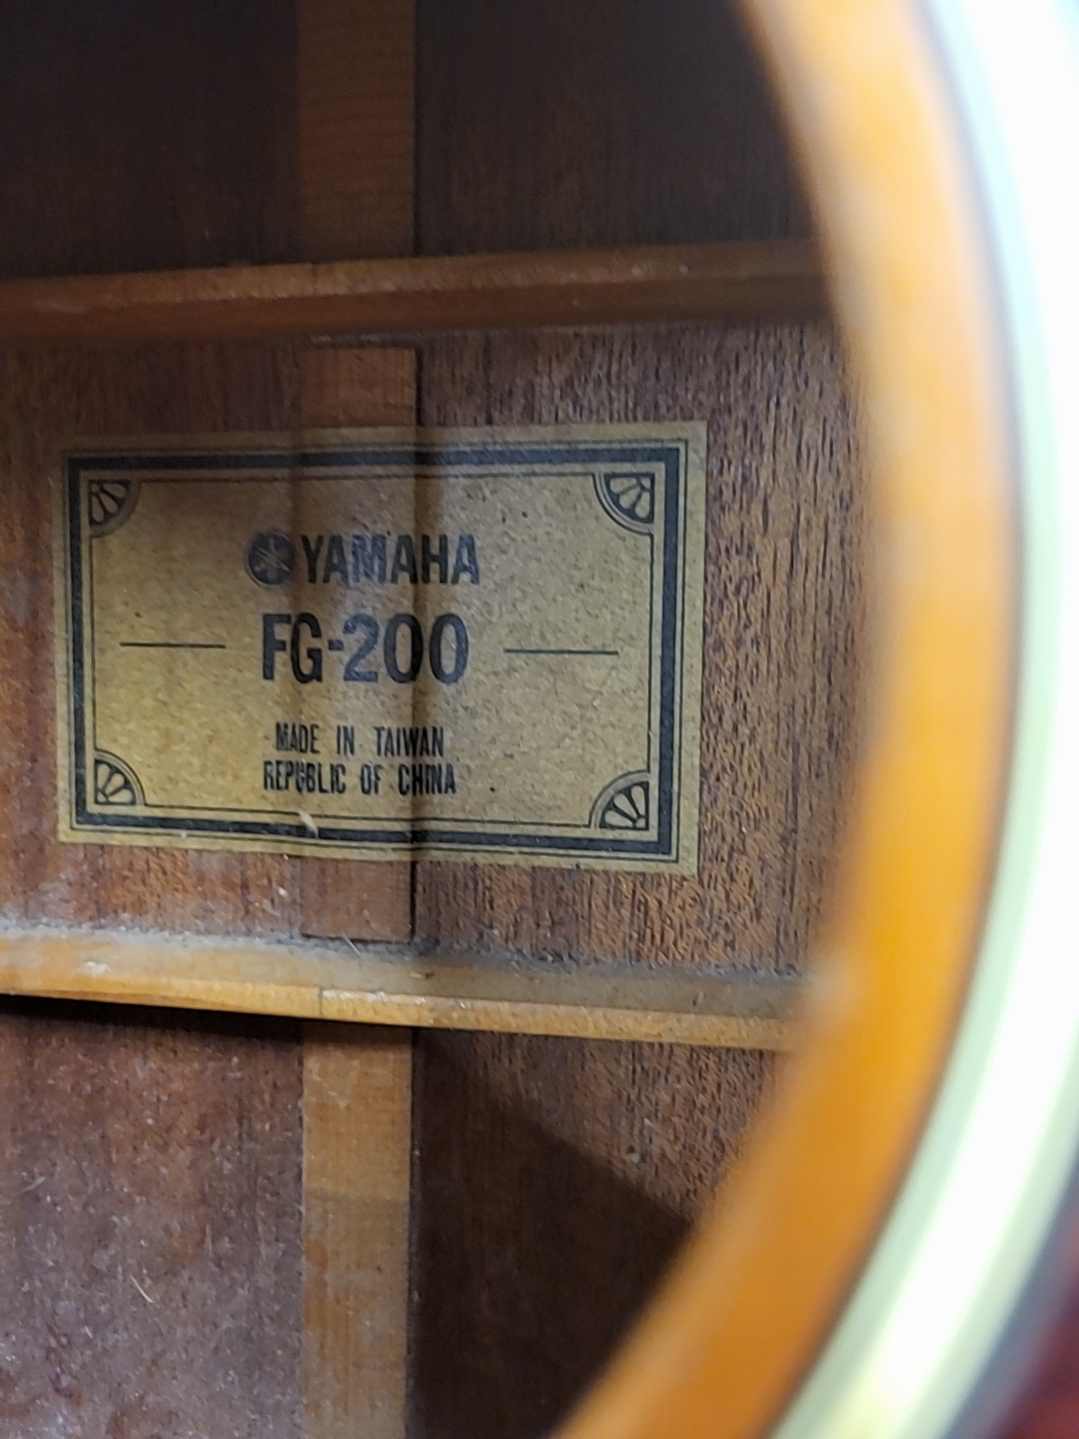 YAMAHA
FG-200
MADE IN TAIWAN
REPUBLIC OF CHINA